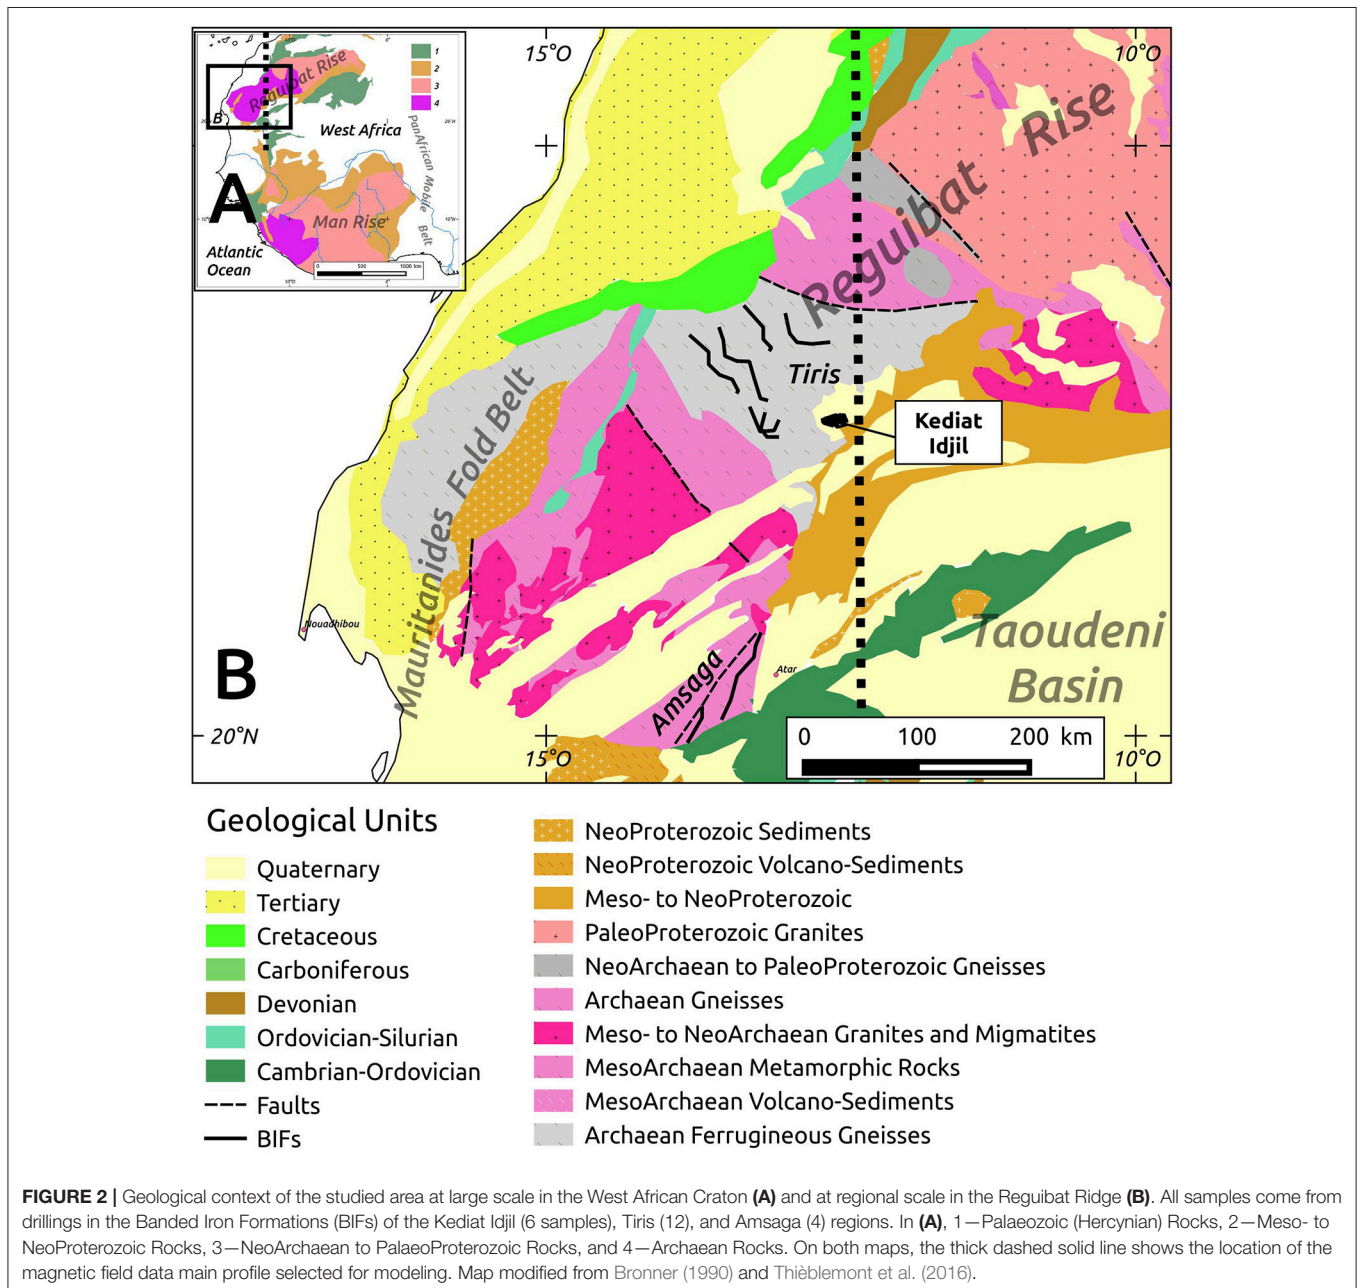 15°O
10°O
1
2
3
4
Reguibat Rise
B
20°N
20°N
West Africa
PanAfrican Mobile Belt
A
10°N
10°N
Man Rise
Atlantic
Ocean
0 500 1000 km
10°O
Reguibat Rise
Tiris
Kediat
Idjil
Mauritanides Fold Belt
Nouadhibou
Taoudeni
Basin
B
Amsaga
Atar
20°N
15°O
0 100 200 km
10°O
Geological Units
Quaternary
Tertiary
Cretaceous
Carboniferous
Devonian
Ordovician-Silurian
Cambrian-Ordovician
Faults
BIFs
NeoProterozoic Sediments
NeoProterozoic Volcano-Sediments
Meso- to NeoProterozoic
PaleoProterozoic Granites
NeoArchaean to PaleoProterozoic Gneisses
Archaean Gneisses
Meso- to NeoArchaean Granites and Migmatites
MesoArchaean Metamorphic Rocks
MesoArchaean Volcano-Sediments
Archaean Ferrugineous Gneisses
FIGURE 2 | Geological context of the studied area at large scale in the West African Craton (A) and at regional scale in the Reguibat Ridge (B). All samples come from
drillings in the Banded Iron Formations (BIFs) of the Kediat Idjil (6 samples), Tiris (12), and Amsaga (4) regions. In (A), 1—Palaeozoic (Hercynian) Rocks, 2—Meso- to
NeoProterozoic Rocks, 3—NeoArchaean to PalaeoProterozoic Rocks, and 4—Archaean Rocks. On both maps, the thick dashed solid line shows the location of the
magnetic field data main profile selected for modeling. Map modified from Bronner (1990) and Thièblemont et al. (2016).